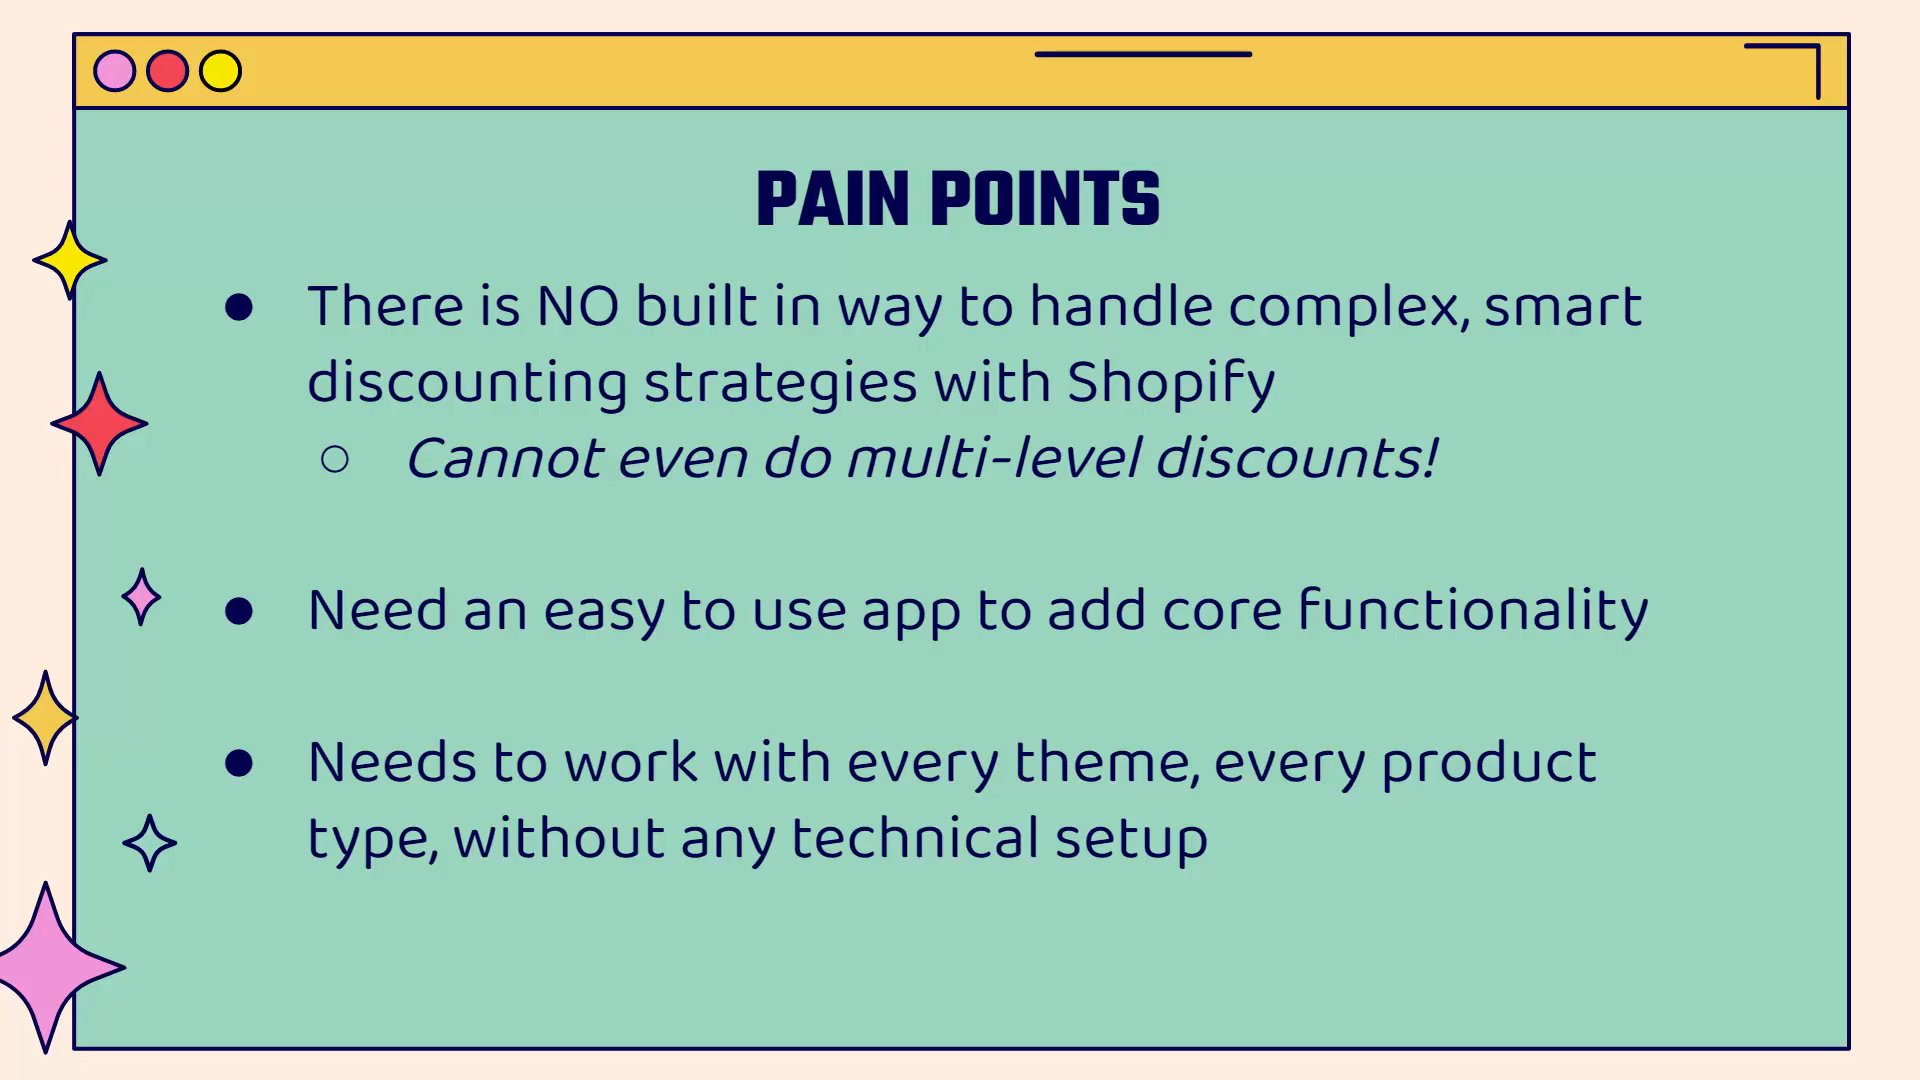 PAIN POINTS
● There is NO built in way to handle complex, smart
discounting strategies with Shopify
○ Cannot even do multi-level discounts!
● Need an easy to use app to add core functionality
● Needs to work with every theme, every product
type, without any technical setup